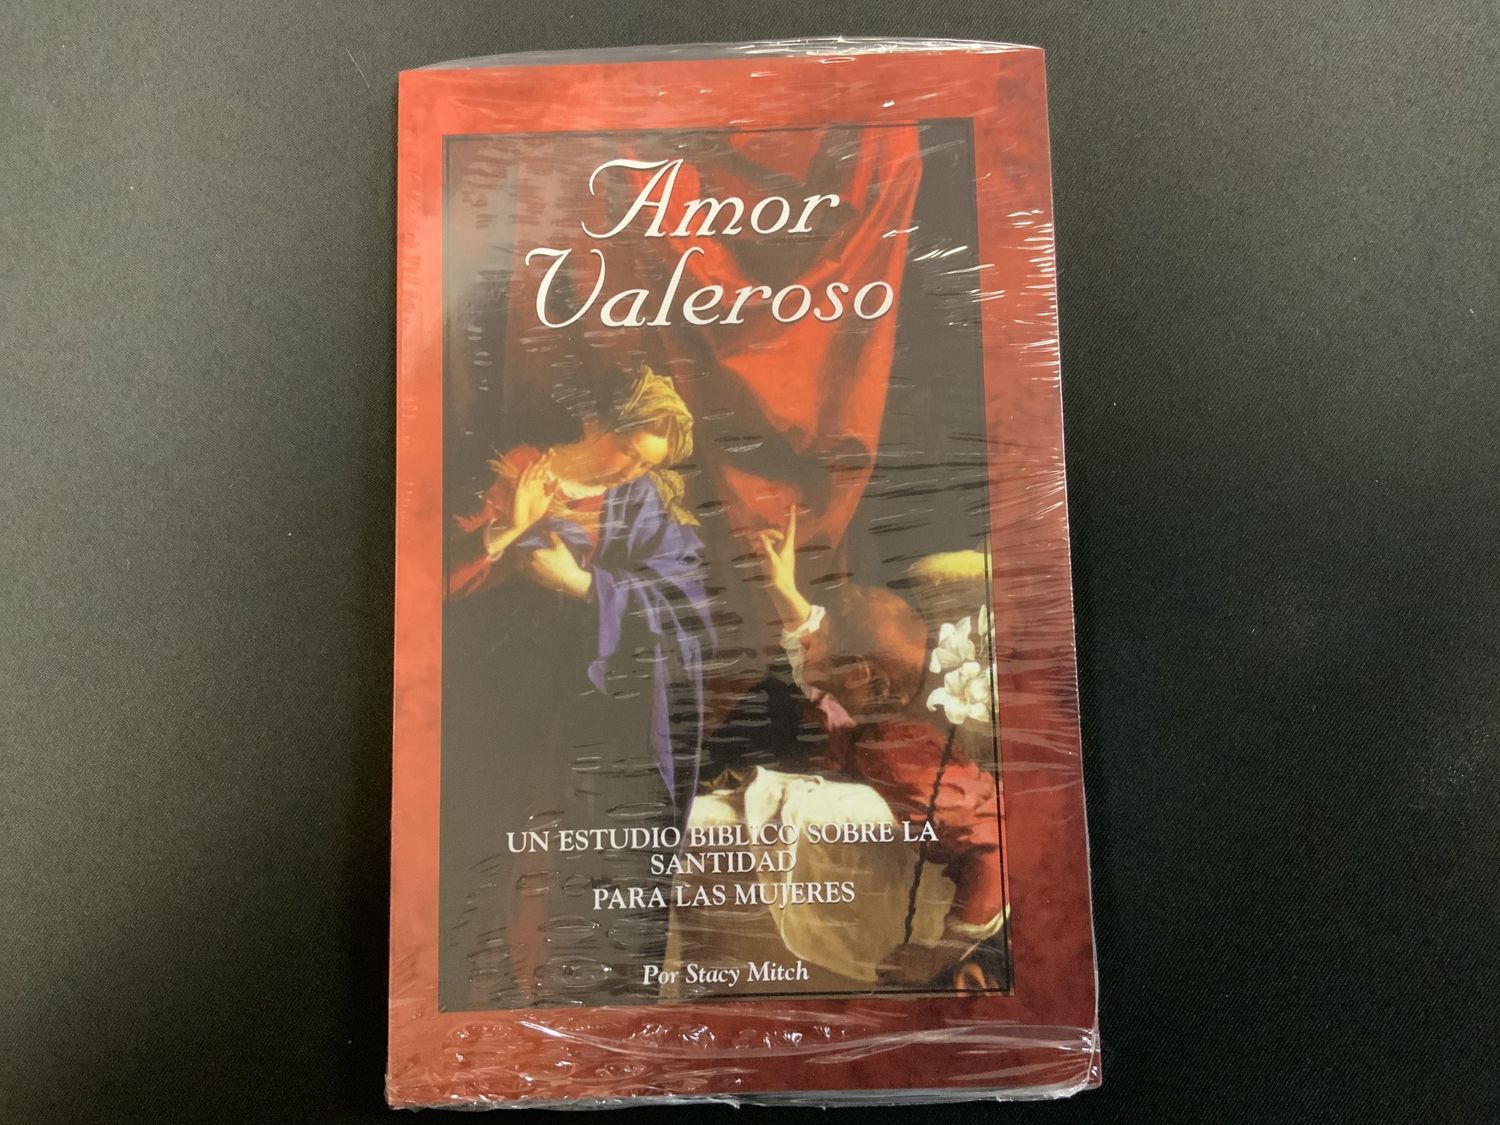 Amor
Valeroso
UN ESTUDIO BIBLICO SOBRE LA
SANTIDAD
PARA LAS MUJERES
Por Stacy Mitch